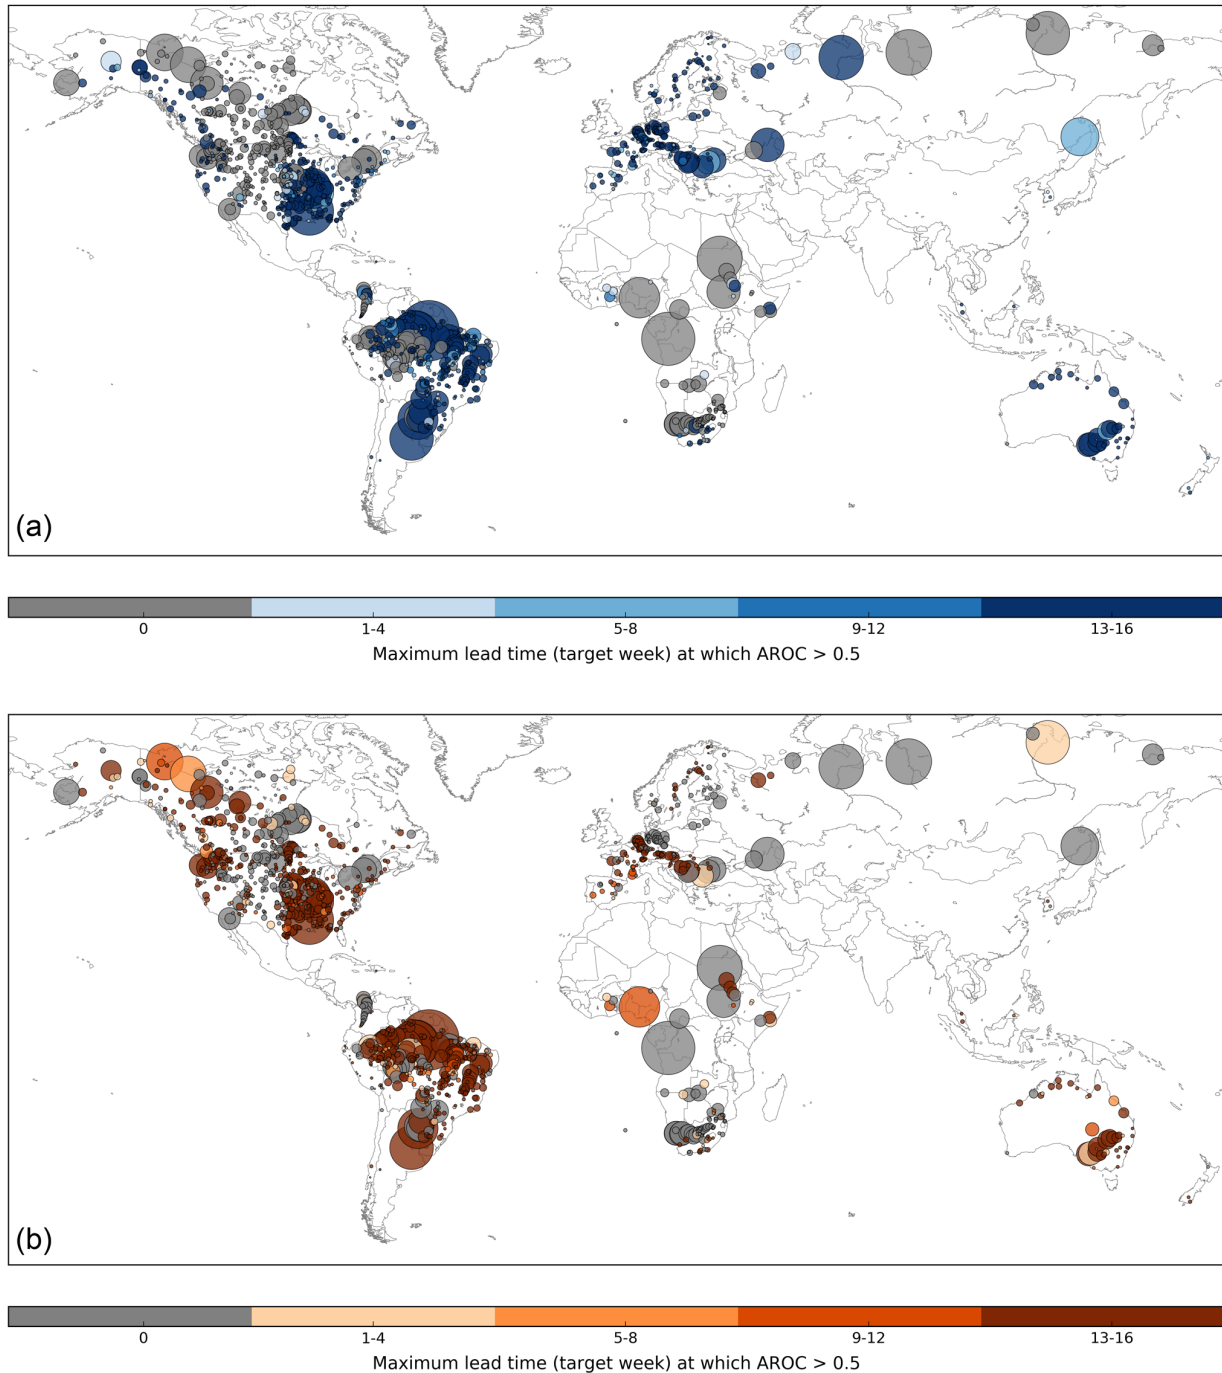 (a)
0 1-4 5-8 9-12 13-16
Maximum lead time (target week) at which AROC > 0.5
(b)
0 1-4 5-8 9-12 13-16
Maximum lead time (target week) at which AROC > 0.5